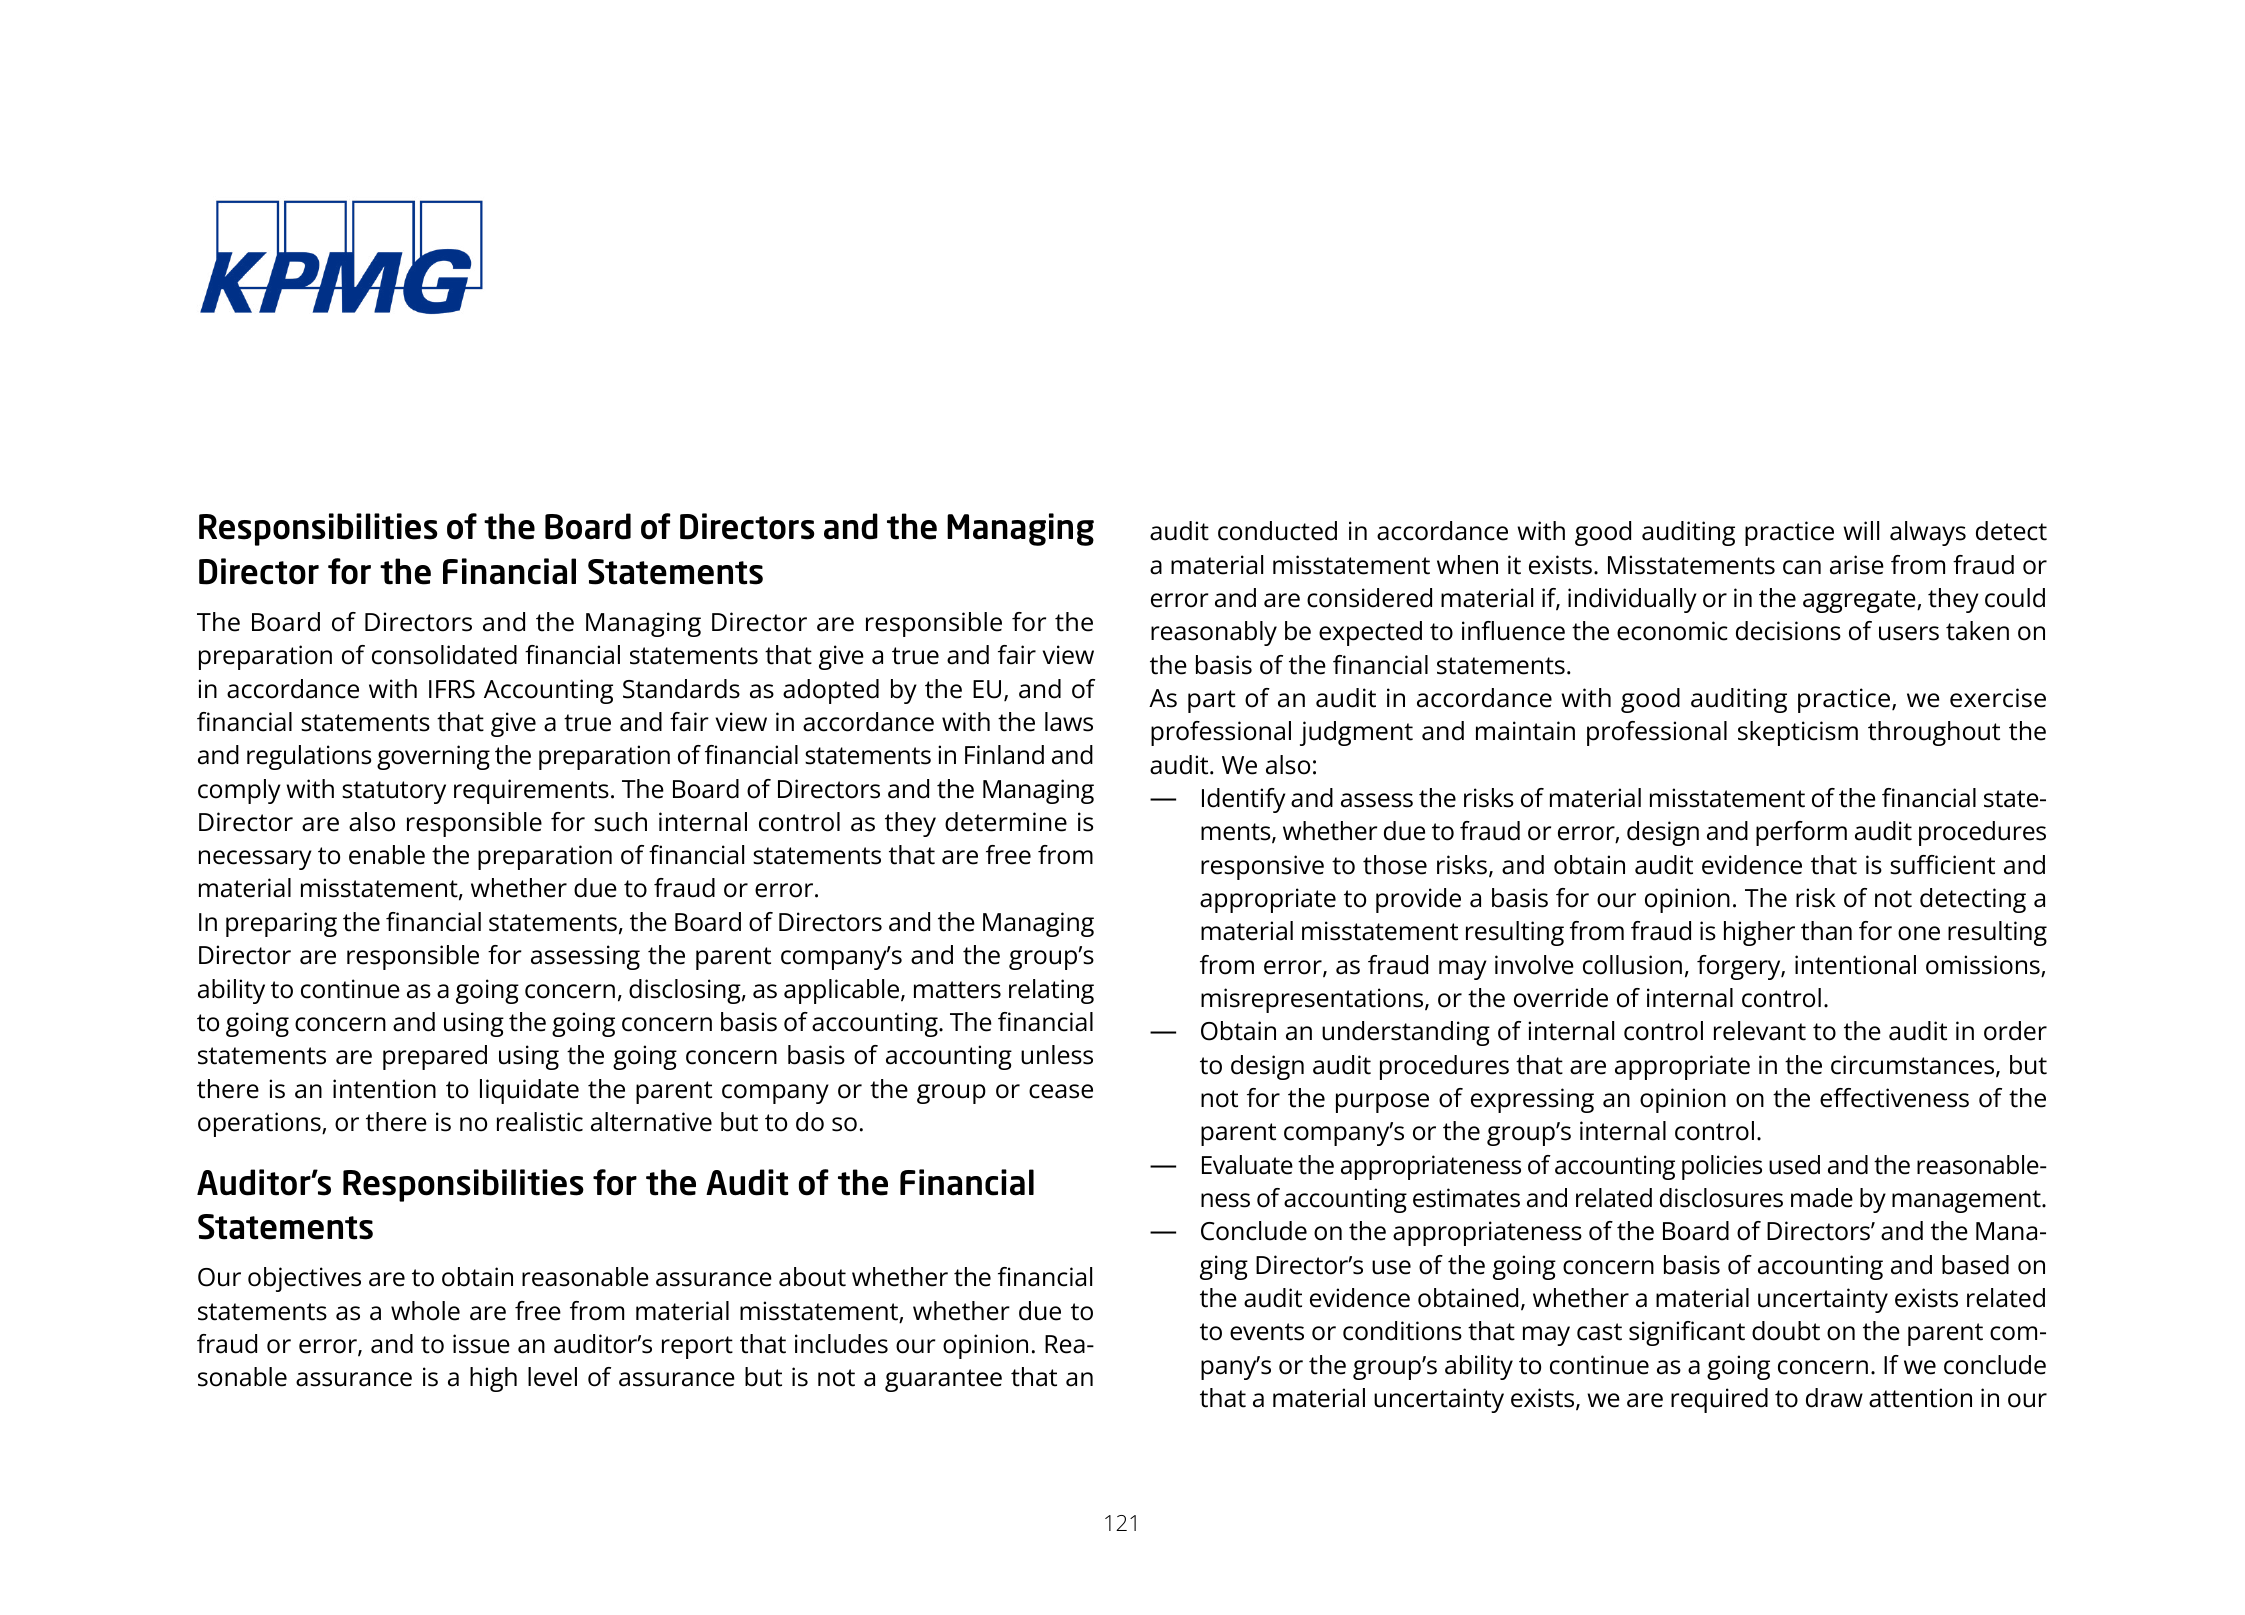 KPMG
Responsibilities of the Board of Directors and the Managing
Director for the Financial Statements
The Board of Directors and the Managing Director are responsible for the
preparation of consolidated financial statements that give a true and fair view
in accordance with IFRS Accounting Standards as adopted by the EU, and of
financial statements that give a true and fair view in accordance with the laws
and regulations governing the preparation of financial statements in Finland and
comply with statutory requirements. The Board of Directors and the Managing
Director are also responsible for such internal control as they determine is
necessary to enable the preparation of financial statements that are free from
material misstatement, whether due to fraud or error.
In preparing the financial statements, the Board of Directors and the Managing
Director are responsible for assessing the parent company’s and the group’s
ability to continue as a going concern, disclosing, as applicable, matters relating
to going concern and using the going concern basis of accounting. The financial
statements are prepared using the going concern basis of accounting unless
there is an intention to liquidate the parent company or the group or cease
operations, or there is no realistic alternative but to do so.
Auditor’s Responsibilities for the Audit of the Financial
Statements
Our objectives are to obtain reasonable assurance about whether the financial
statements as a whole are free from material misstatement, whether due to
fraud or error, and to issue an auditor’s report that includes our opinion. Rea-
sonable assurance is a high level of assurance but is not a guarantee that an
audit conducted in accordance with good auditing practice will always detect
a material misstatement when it exists. Misstatements can arise from fraud or
error and are considered material if, individually or in the aggregate, they could
reasonably be expected to influence the economic decisions of users taken on
the basis of the financial statements.
As part of an audit in accordance with good auditing practice, we exercise
professional judgment and maintain professional skepticism throughout the
audit. We also:
— Identify and assess the risks of material misstatement of the financial state-
ments, whether due to fraud or error, design and perform audit procedures
responsive to those risks, and obtain audit evidence that is sufficient and
appropriate to provide a basis for our opinion. The risk of not detecting a
material misstatement resulting from fraud is higher than for one resulting
from error, as fraud may involve collusion, forgery, intentional omissions,
misrepresentations, or the override of internal control.
— Obtain an understanding of internal control relevant to the audit in order
to design audit procedures that are appropriate in the circumstances, but
not for the purpose of expressing an opinion on the effectiveness of the
parent company’s or the group’s internal control.
— Evaluate the appropriateness of accounting policies used and the reasonable-
ness of accounting estimates and related disclosures made by management.
— Conclude on the appropriateness of the Board of Directors’ and the Mana-
ging Director’s use of the going concern basis of accounting and based on
the audit evidence obtained, whether a material uncertainty exists related
to events or conditions that may cast significant doubt on the parent com-
pany’s or the group’s ability to continue as a going concern. If we conclude
that a material uncertainty exists, we are required to draw attention in our
121